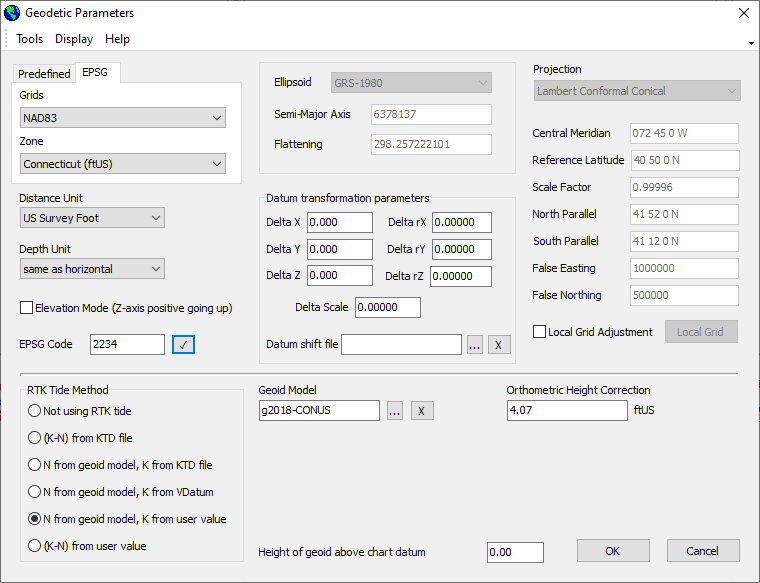 Geodetic Parameters
Tools Display Help
Predefined EPSG
Grids
NAD83
Zone
Connecticut (ftUS)
Distance Unit
US Survey Foot
Depth Unit
same as horizontal
Elevation Mode (Z-axis positive going up)
EPSG Code 2234 ✓
Ellipsoid GRS-1980
Semi-Major Axis 6378137
Flattening 298.257222101
Datum transformation parameters
Delta X 0.000 Delta rX 0.00000
Delta Y 0.000 Delta rY 0.00000
Delta Z 0.000 Delta rZ 0.00000
Delta Scale 0.00000
Datum shift file ... X
Projection
Lambert Conformal Conical
Central Meridian 072 45 0 W
Reference Latitude 40 50 0 N
Scale Factor 0.99996
North Parallel 41 52 0 N
South Parallel 41 12 0 N
False Easting 1000000
False Northing 500000
Local Grid Adjustment Local Grid
RTK Tide Method
Not using RTK tide
(K-N) from KTD file
N from geoid model, K from KTD file
N from geoid model, K from VDatum
N from geoid model, K from user value
(K-N) from user value
Geoid Model
g2018-CONUS ... X
Orthometric Height Correction
4.07 ftUS
Height of geoid above chart datum 0.00
OK Cancel